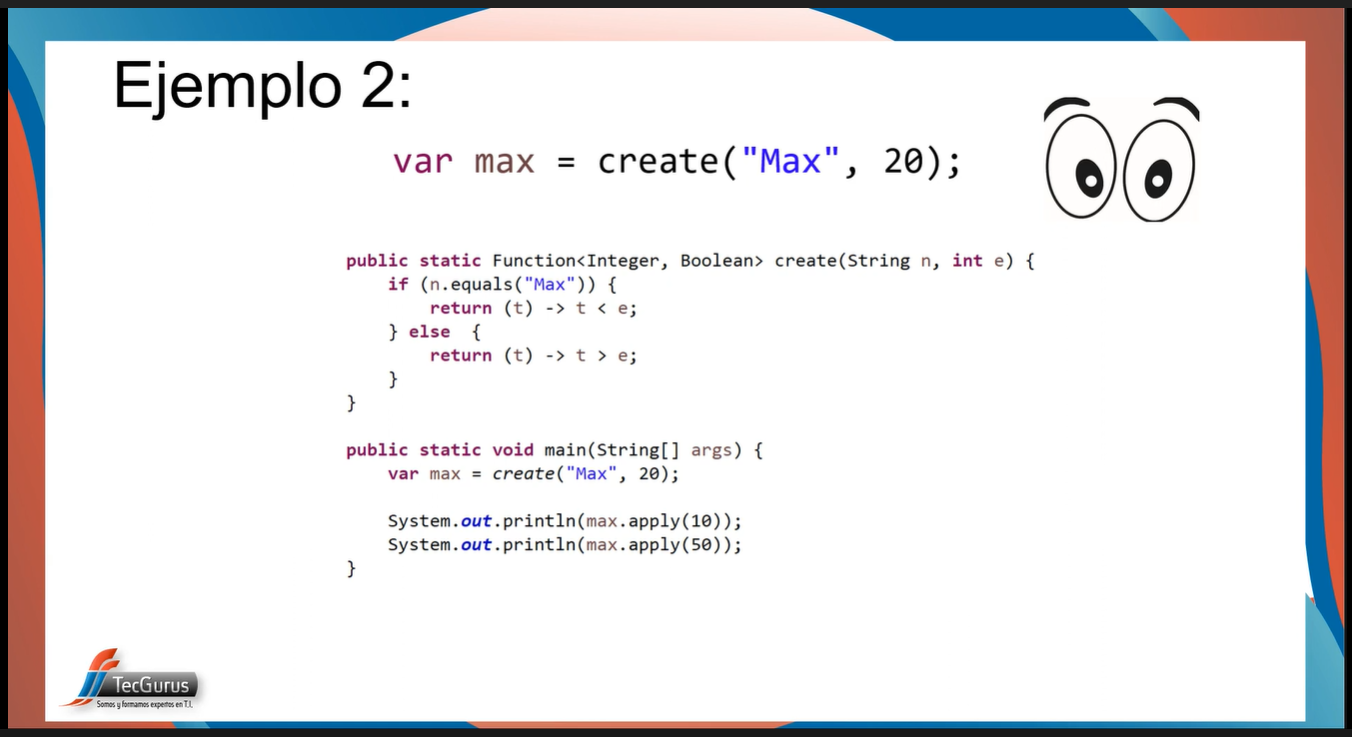 Ejemplo 2:
var max = create("Max", 20);
public static Function<Integer, Boolean> create(String n, int e) {
if (n.equals("Max")) {
return (t) -> t < e;
} else {
return (t) -> t > e;
}
}
public static void main(String[] args) {
var max = create("Max", 20);
System.out.println(max.apply(10));
System.out.println(max.apply(50));
}
TecGurus
Somos y formamos expertos en T.I.